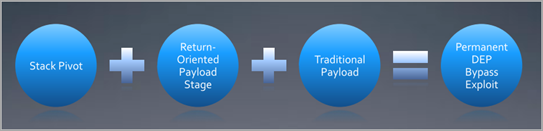 Stack Pivot
Return-
Oriented
Payload
Stage
Traditional
Payload
Permanent
DEP
Bypass
Exploit